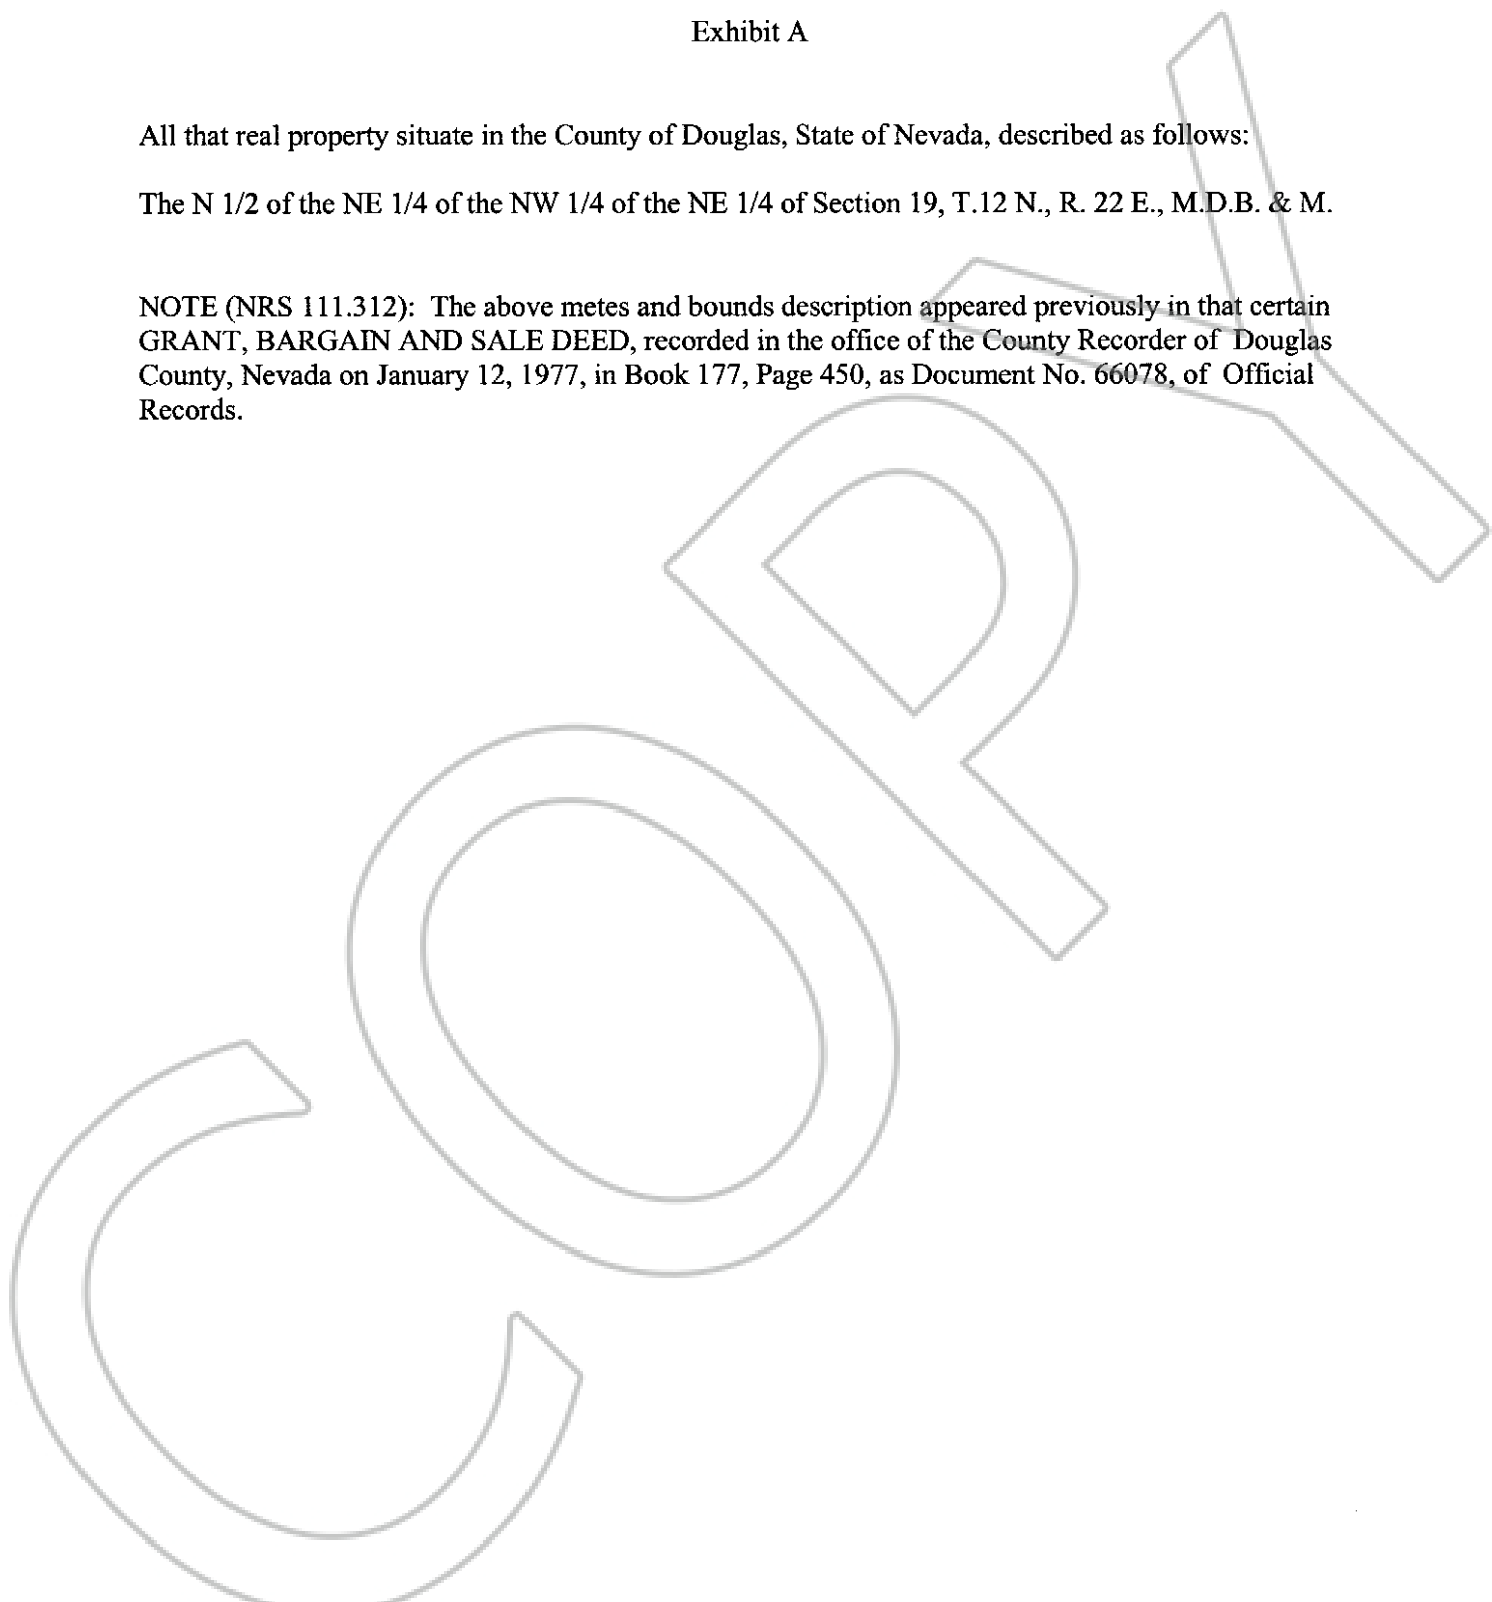 Exhibit A
All that real property situate in the County of Douglas, State of Nevada, described as follows:
The N 1/2 of the NE 1/4 of the NW 1/4 of the NE 1/4 of Section 19, T.12 N., R. 22 E., M.D.B. & M.
NOTE (NRS 111.312): The above metes and bounds description appeared previously in that certain
GRANT, BARGAIN AND SALE DEED, recorded in the office of the County Recorder of Douglas
County, Nevada on January 12, 1977, in Book 177, Page 450, as Document No. 66078, of Official
Records.
COPY